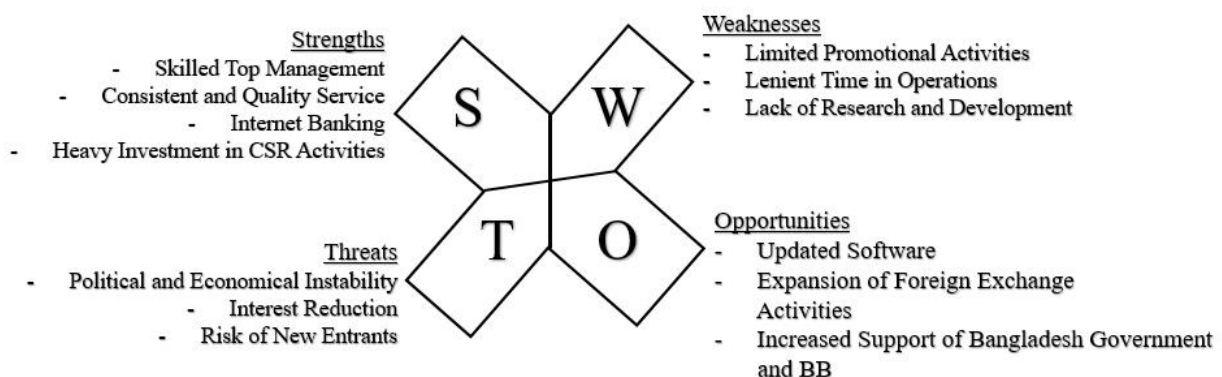 Strengths
- Skilled Top Management
- Consistent and Quality Service
- Internet Banking
- Heavy Investment in CSR Activities
S
W
Weaknesses
- Limited Promotional Activities
- Lenient Time in Operations
- Lack of Research and Development
Threats
- Political and Economical Instability
- Interest Reduction
- Risk of New Entrants
T
O
Opportunities
- Updated Software
- Expansion of Foreign Exchange
Activities
- Increased Support of Bangladesh Government
and BB